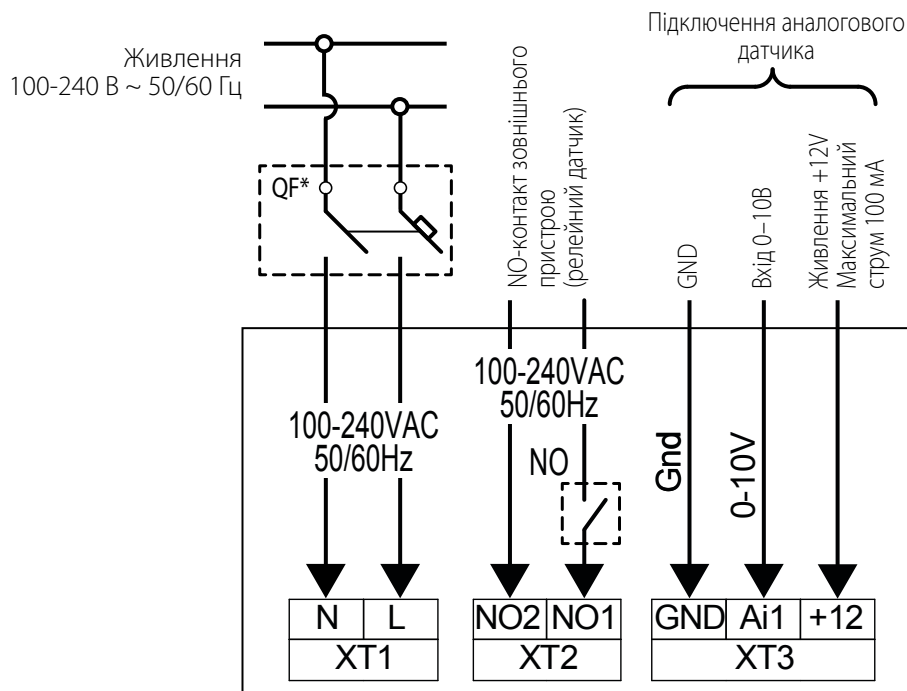 Живлення
100-240 В ~ 50/60 Гц
QF*
NO-контакт зовнішнього
пристрою
(релейний датчик)
Підключення аналогового
датчика
GND
Вхід 0–10В
Живлення +12V
Максимальний
струм 100 мА
100-240VAC
50/60Hz
100-240VAC
50/60Hz
NO
Gnd
0-10V
N L
XT1
NO2 NO1
XT2
GND Ai1 +12
XT3